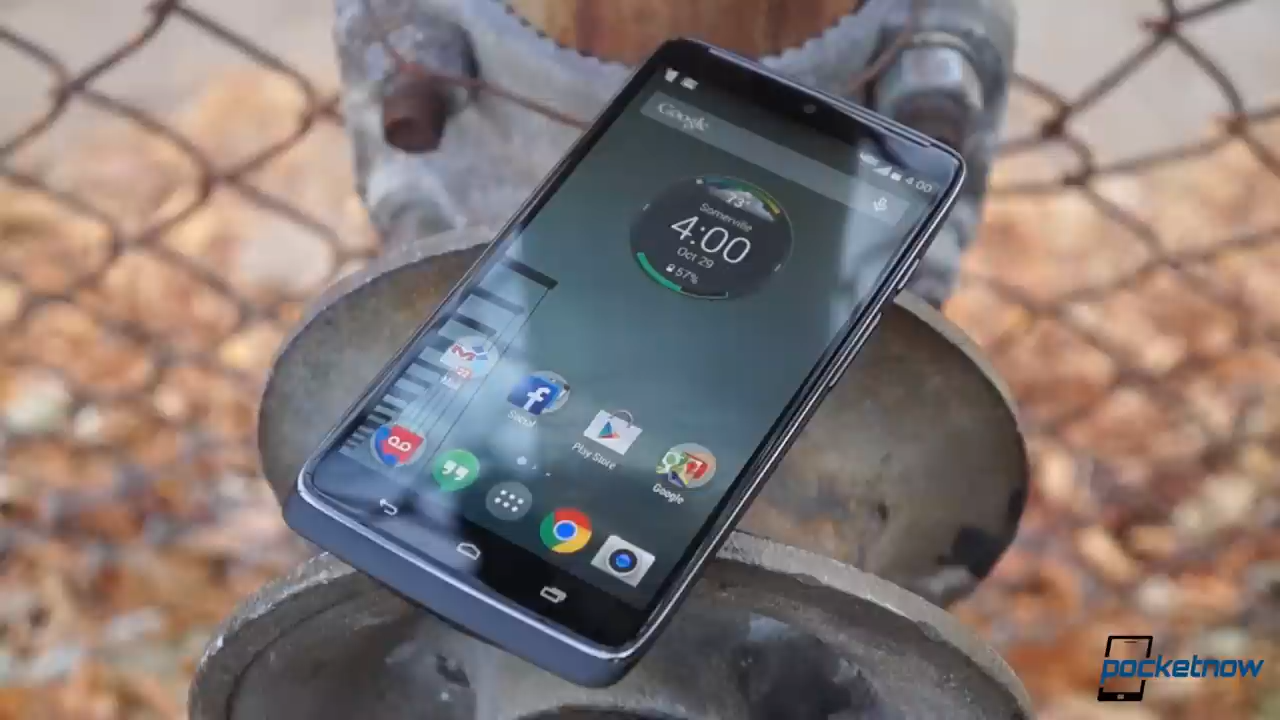 Google
4:00
73°
Somerville
4:00
Oct 29
57%
Social
Play Store
Google
pocketnow